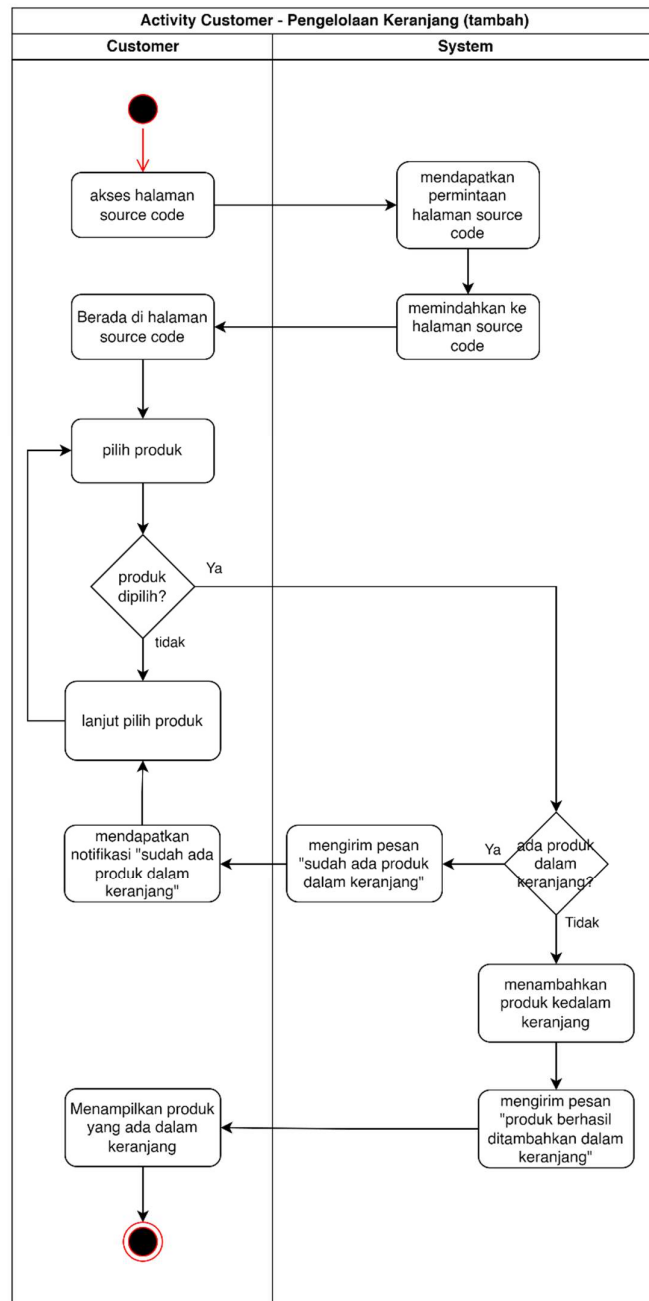 Activity Customer - Pengelolaan Keranjang (tambah)
Customer
System
akses halaman
source code
mendapatkan
permintaan
halaman source
code
Berada di halaman
source code
memindahkan ke
halaman source
code
pilih produk
produk
dipilih?
Ya
tidak
lanjut pilih produk
mendapatkan
notifikasi "sudah ada
produk dalam
keranjang"
mengirim pesan
"sudah ada produk
dalam keranjang"
Ya
ada produk
dalam
keranjang?
Tidak
menambahkan
produk kedalam
keranjang
Menampilkan produk
yang ada dalam
keranjang
mengirim pesan
"produk berhasil
ditambahkan dalam
keranjang"